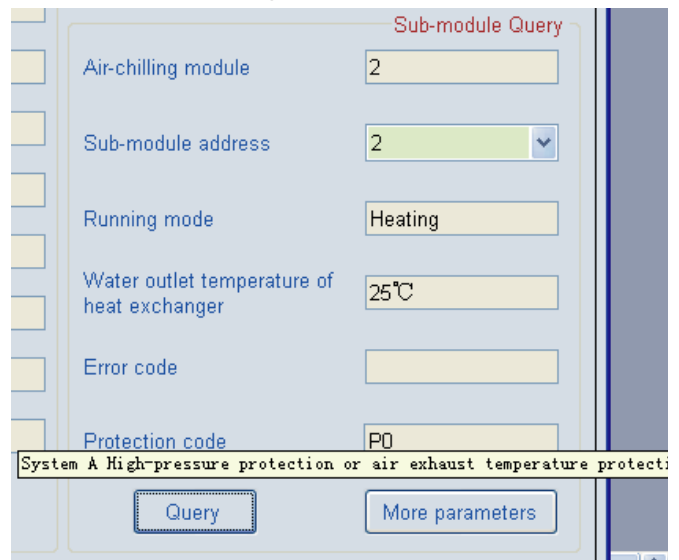 Sub-module Query
Air-chilling module 2
Sub-module address 2
Running mode Heating
Water outlet temperature of
heat exchanger 25℃
Error code
Protection code P0
System A High-pressure protection or air exhaust temperature
Query More parameters